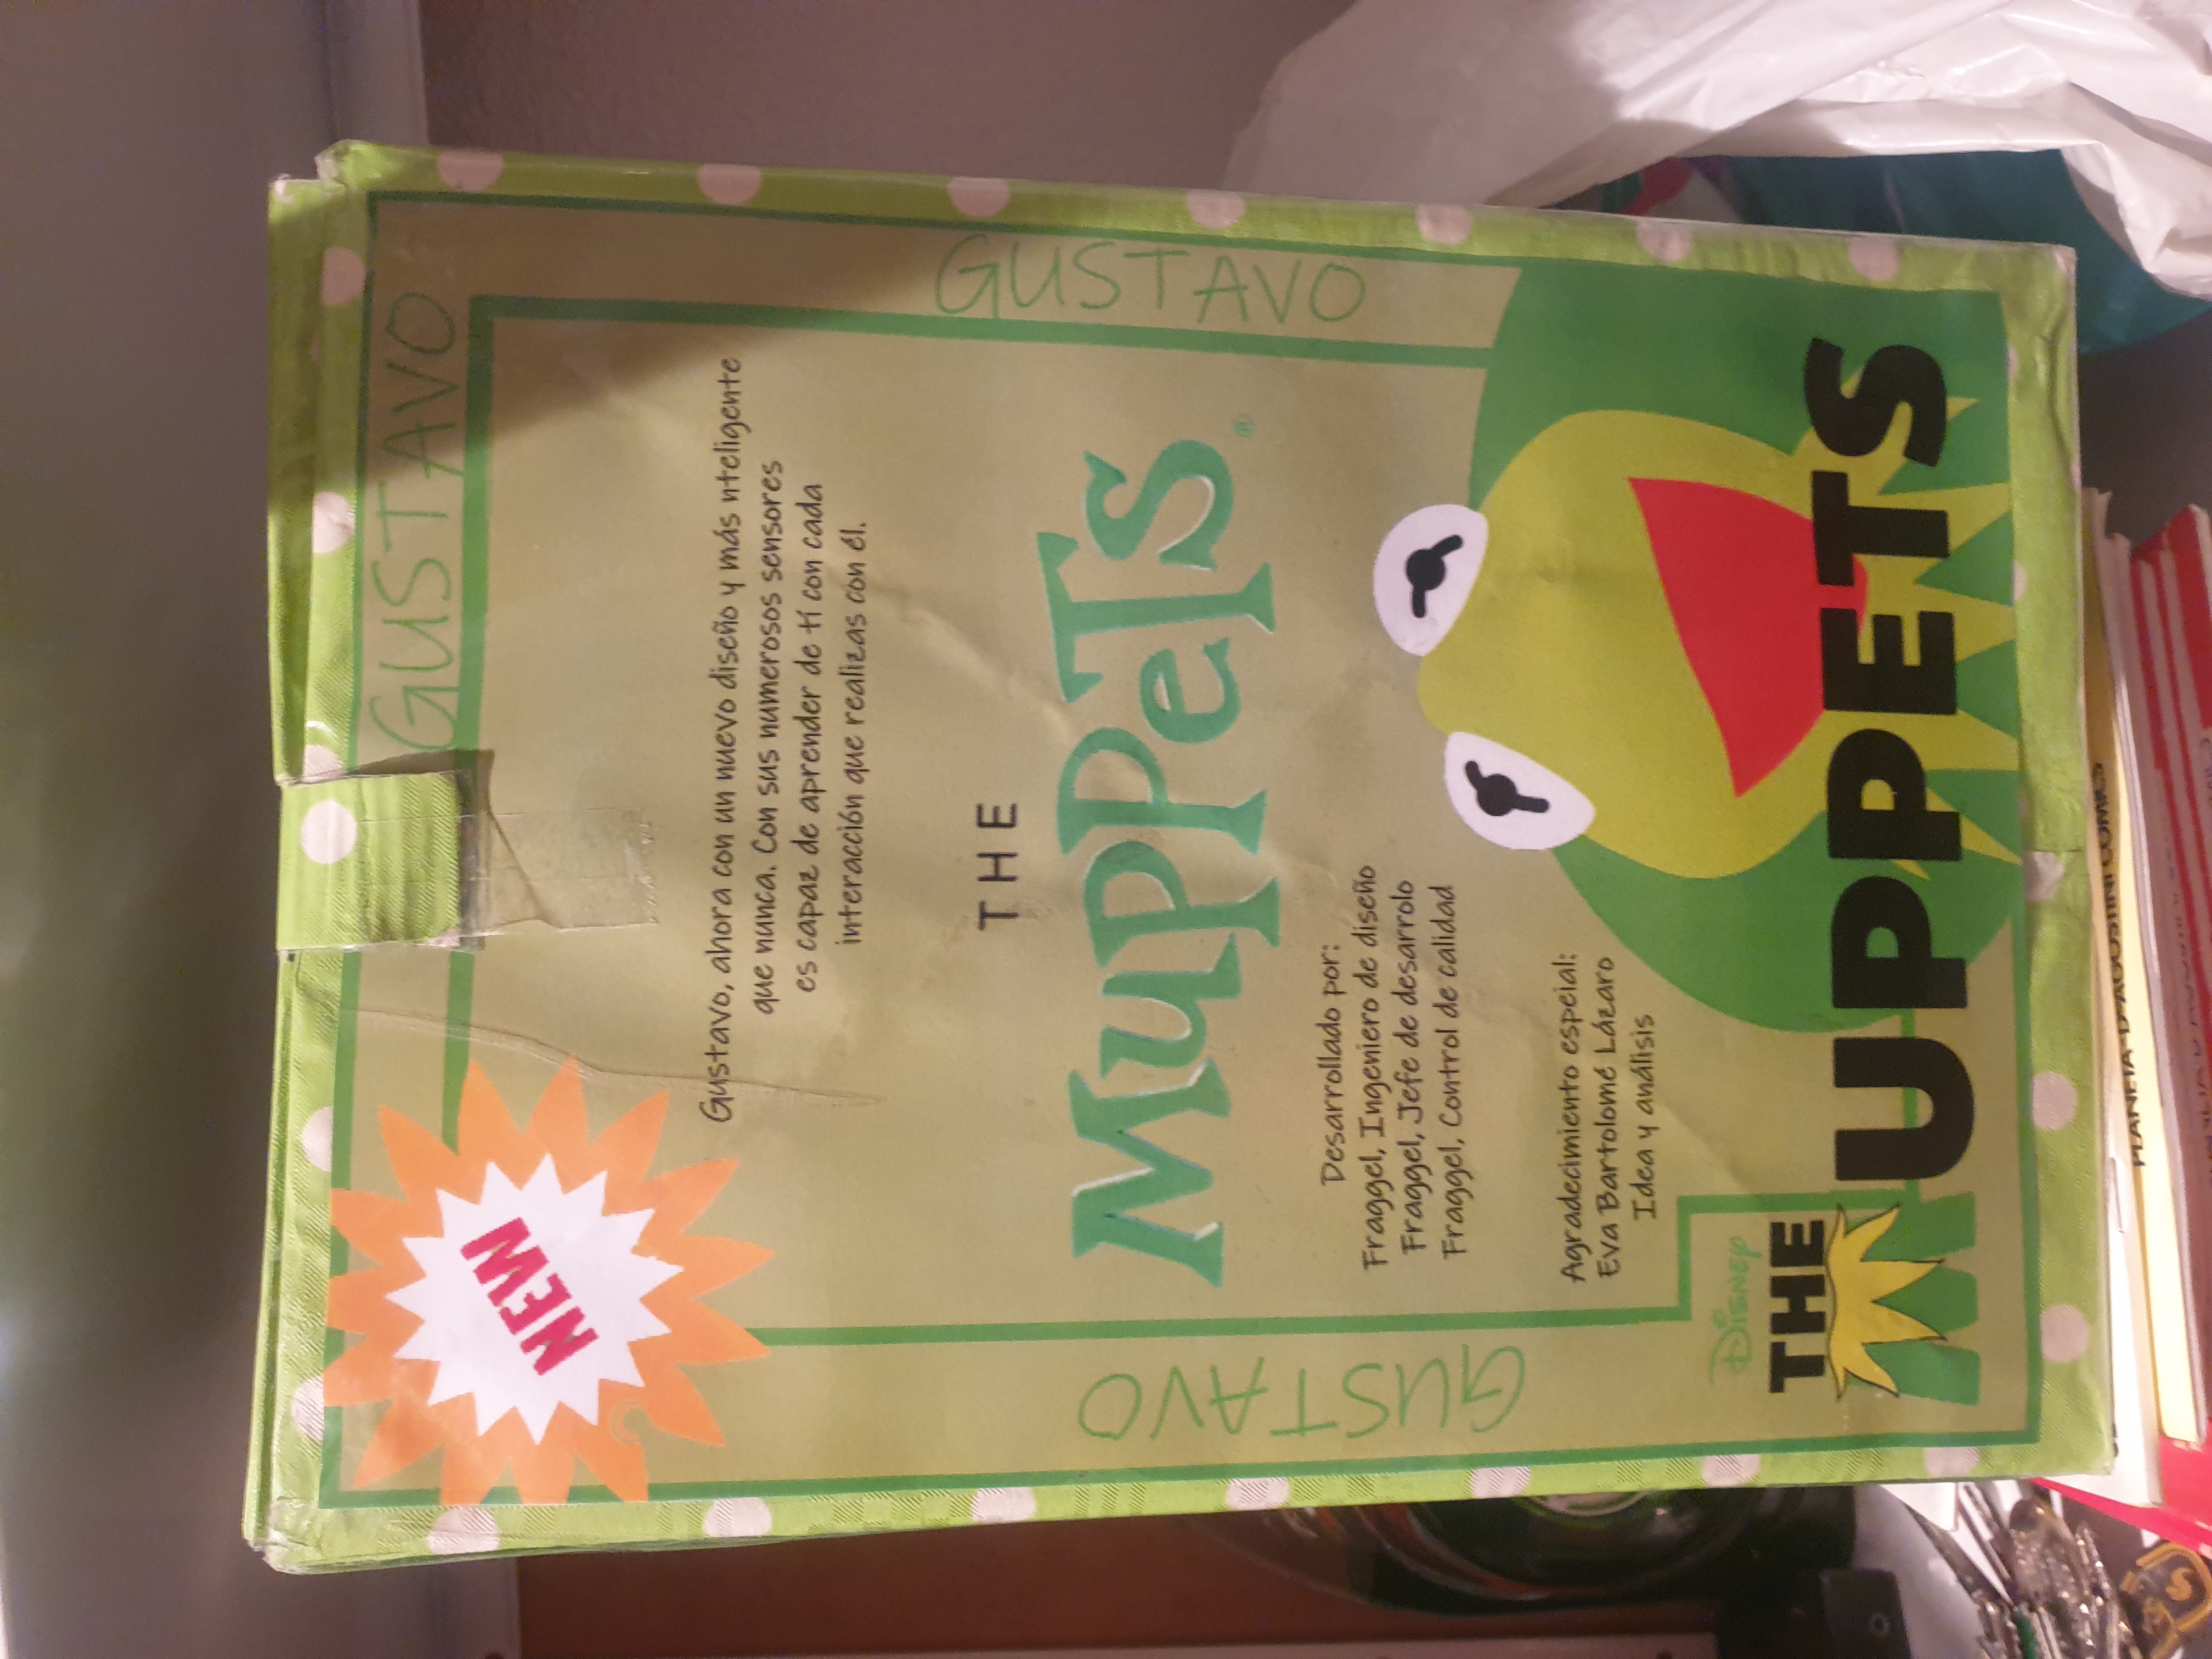 GUSTAVO
NEW
Gustavo, ahora con un nuevo diseño y más nteligente
que nunca. Con sus numerosos sensores
es capaz de aprender de tí con cada
interacción que realizas con él.
THE
MUPPETS
®
GUSTAVO
GUSTAVO
Desarrollado por:
Fraggel, Ingeniero de diseño
Fraggel, Jefe de desarrolo
Fraggel, Control de calidad
Agradecimiento espeial:
Eva Bartolomé Lázaro
Idea y análisis
DISNEY
THE
MUPPETS
PLANETA-DeAGOSTINI COMICS